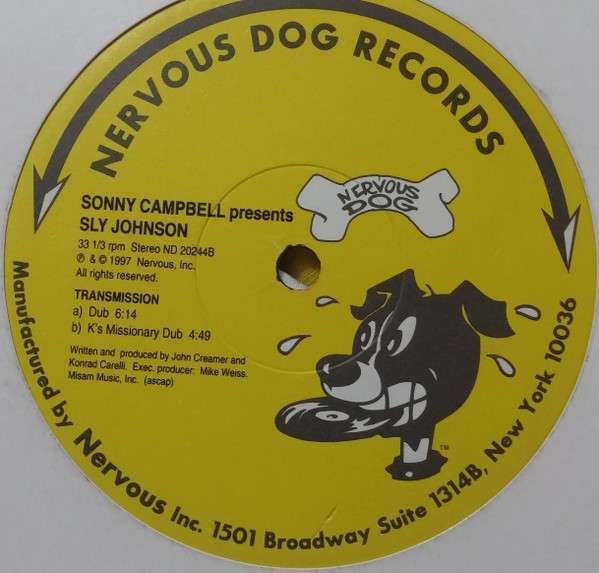 NERVOUS DOG RECORDS
NERVOUS
DOG
SONNY CAMPBELL presents
SLY JOHNSON
33 1/3 rpm Stereo ND 20244B
℗ & © 1997 Nervous, Inc.
All rights reserved.
TRANSMISSION
a) Dub 6:14
b) K's Missionary Dub 4:49
Written and produced by John Creamer and
Konrad Carelli. Exec. producer: Mike Weiss.
Misam Music, Inc. (ascap)
TM
Manufactured by Nervous Inc. 1501 Broadway Suite 1314B, New York 10036